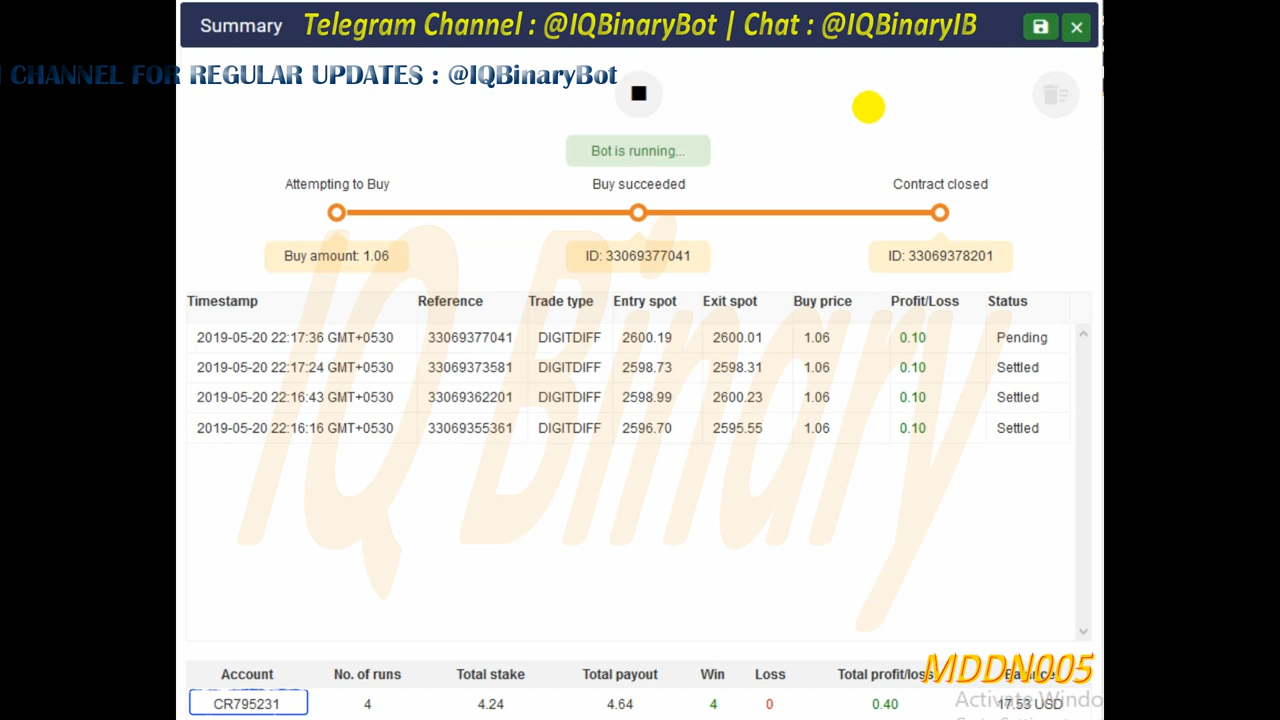 Summary
Telegram Channel : @IQBinaryBot | Chat : @IQBinaryIB
CHANNEL FOR REGULAR UPDATES : @IQBinaryBot
Bot is running...
Attempting to Buy Buy succeeded Contract closed
Buy amount: 1.06 ID: 33069377041 ID: 33069378201
Timestamp Reference Trade type Entry spot Exit spot Buy price Profit/Loss Status
2019-05-20 22:17:36 GMT+0530 33069377041 DIGITDIFF 2600.19 2600.01 1.06 0.10 Pending
2019-05-20 22:17:24 GMT+0530 33069373581 DIGITDIFF 2598.73 2598.31 1.06 0.10 Settled
2019-05-20 22:16:43 GMT+0530 33069362201 DIGITDIFF 2598.99 2600.23 1.06 0.10 Settled
2019-05-20 22:16:16 GMT+0530 33069355361 DIGITDIFF 2596.70 2595.55 1.06 0.10 Settled
IQ Binary
MDDN005
Account No. of runs Total stake Total payout Win Loss Total profit/loss
Activate Windo
CR795231 4 4.24 4.64 4 0 0.40 17.53 USD